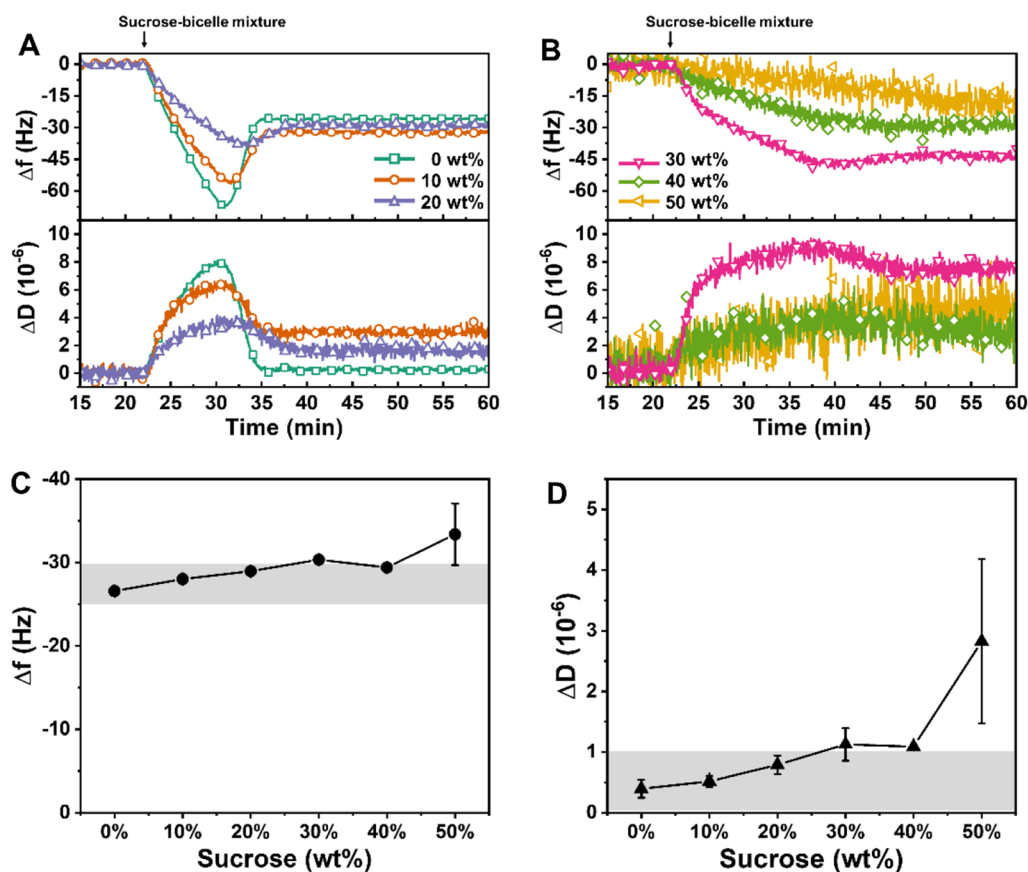 Sucrose-bicelle mixture
A
Δf (Hz)
0
-15
-30
-45
-60
0 wt%
10 wt%
20 wt%
ΔD (10-6)
10
8
6
4
2
0
15 20 25 30 35 40 45 50 55 60
Time (min)
Sucrose-bicelle mixture
B
Δf (Hz)
0
-15
-30
-45
-60
30 wt%
40 wt%
50 wt%
ΔD (10-6)
10
8
6
4
2
0
15 20 25 30 35 40 45 50 55 60
Time (min)
C
Δf (Hz)
-40
-30
-20
-10
0
0% 10% 20% 30% 40% 50%
Sucrose (wt%)
D
ΔD (10-6)
5
4
3
2
1
0
0% 10% 20% 30% 40% 50%
Sucrose (wt%)